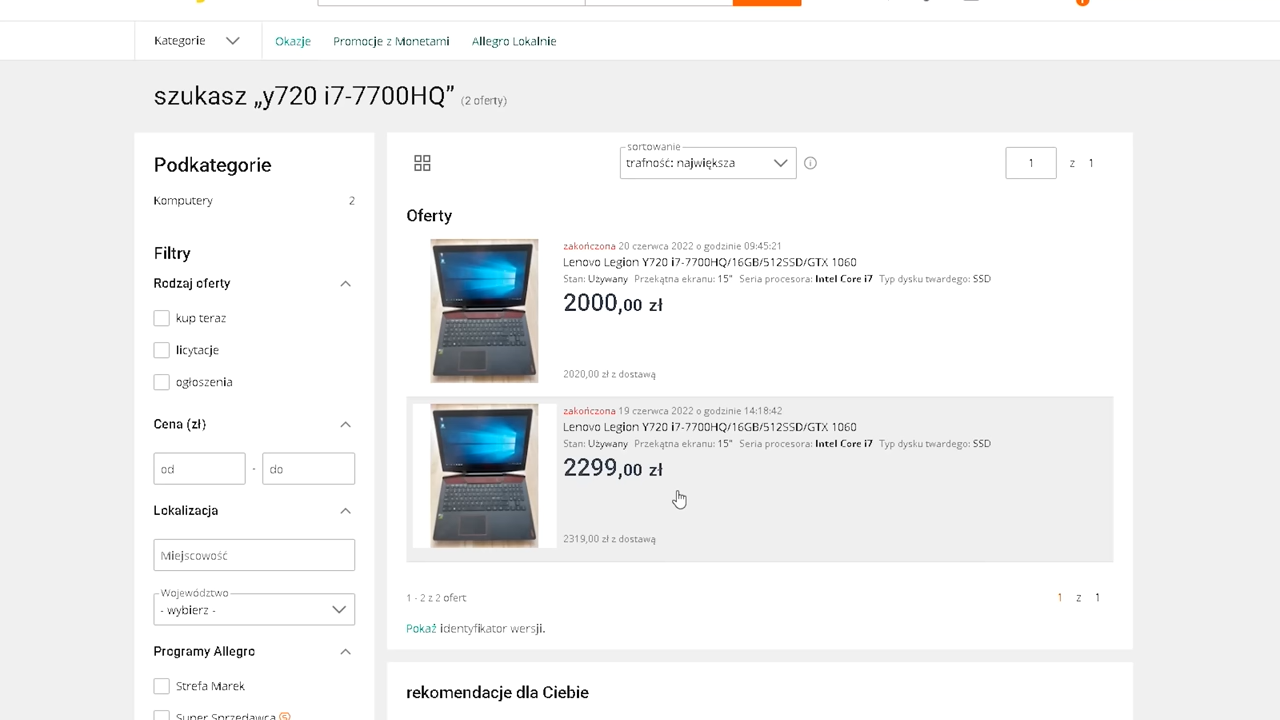 Kategorie
Okazje
Promocje z Monetami
Allegro Lokalnie
szukasz „y720 i7-7700HQ” (2 oferty)
Podkategorie
Komputery 2
Filtry
Rodzaj oferty
kup teraz
licytacje
ogłoszenia
Cena (zł)
od - do
Lokalizacja
Miejscowość
Województwo
- wybierz -
Programy Allegro
Strefa Marek
Super Sprzedawca
sortowanie
trafność: największa
1 z 1
Oferty
zakończona 20 czerwca 2022 o godzinie 09:45:21
Lenovo Legion Y720 i7-7700HQ/16GB/512SSD/GTX 1060
Stan: Używany Przekątna ekranu: 15" Seria procesora: Intel Core i7 Typ dysku twardego: SSD
2000,00 zł
2020,00 zł z dostawą
zakończona 19 czerwca 2022 o godzinie 14:18:42
Lenovo Legion Y720 i7-7700HQ/16GB/512SSD/GTX 1060
Stan: Używany Przekątna ekranu: 15" Seria procesora: Intel Core i7 Typ dysku twardego: SSD
2299,00 zł
2319,00 zł z dostawą
1 - 2 z 2 ofert
1 z 1
Pokaż identyfikator wersji.
rekomendacje dla Ciebie